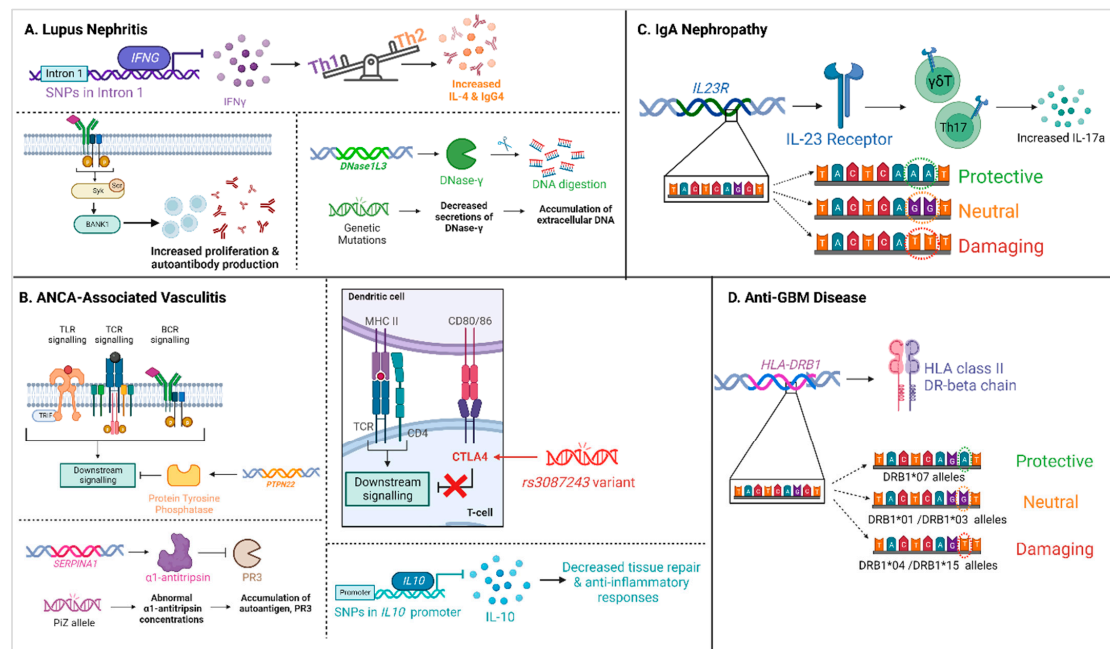 A. Lupus Nephritis
IFNG
Intron 1
SNPs in Intron 1
IFNγ
Th1
Th2
Increased
IL-4 & IgG4
Syk
Ser
BANK1
Increased proliferation &
autoantibody production
DNase1L3
DNase-γ
DNA digestion
Genetic
Mutations
Decreased
secretions of
DNase-γ
Accumulation of
extracellular DNA
B. ANCA-Associated Vasculitis
TLR
signalling
TCR
signalling
BCR
signalling
TRIF
Downstream
signalling
Protein Tyrosine
Phosphatase
PTPN22
SERPINA1
α1-antitripsin
PR3
PiZ allele
Abnormal
α1-antitripsin
concentrations
Accumulation of
autoantigen, PR3
Dendritic cell
MHC II
CD80/86
TCR
CD4
CTLA4
Downstream
signalling
T-cell
rs3087243 variant
Promoter
IL10
SNPs in IL10 promoter
IL-10
Decreased tissue repair
& anti-inflammatory
responses
C. IgA Nephropathy
IL23R
IL-23 Receptor
γδT
Th17
Increased IL-17a
T A C T C A G C T
T A C T C A A A T
Protective
T A C T C A G G T
Neutral
T A C T C A T T T
Damaging
D. Anti-GBM Disease
HLA-DRB1
HLA class II
DR-beta chain
T A C T C A G C T
T A C T C A G A T
DRB1*07 alleles
Protective
T A C T C A G G T
DRB1*01 /DRB1*03 alleles
Neutral
T A C T C A G T T
DRB1*04 /DRB1*15 alleles
Damaging